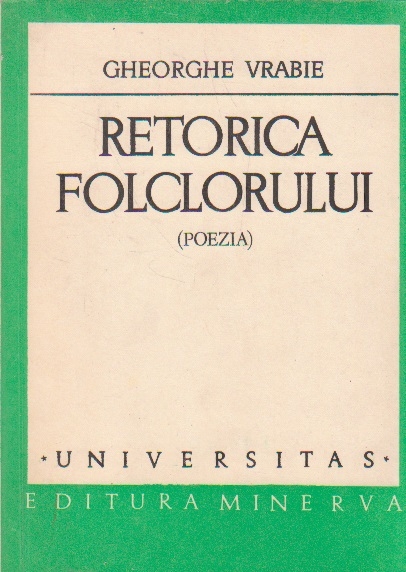 GHEORGHE VRABIE
RETORICA
FOLCLORULUI
(POEZIA)
* UNIVERSITAS *
EDITURA MINERVA